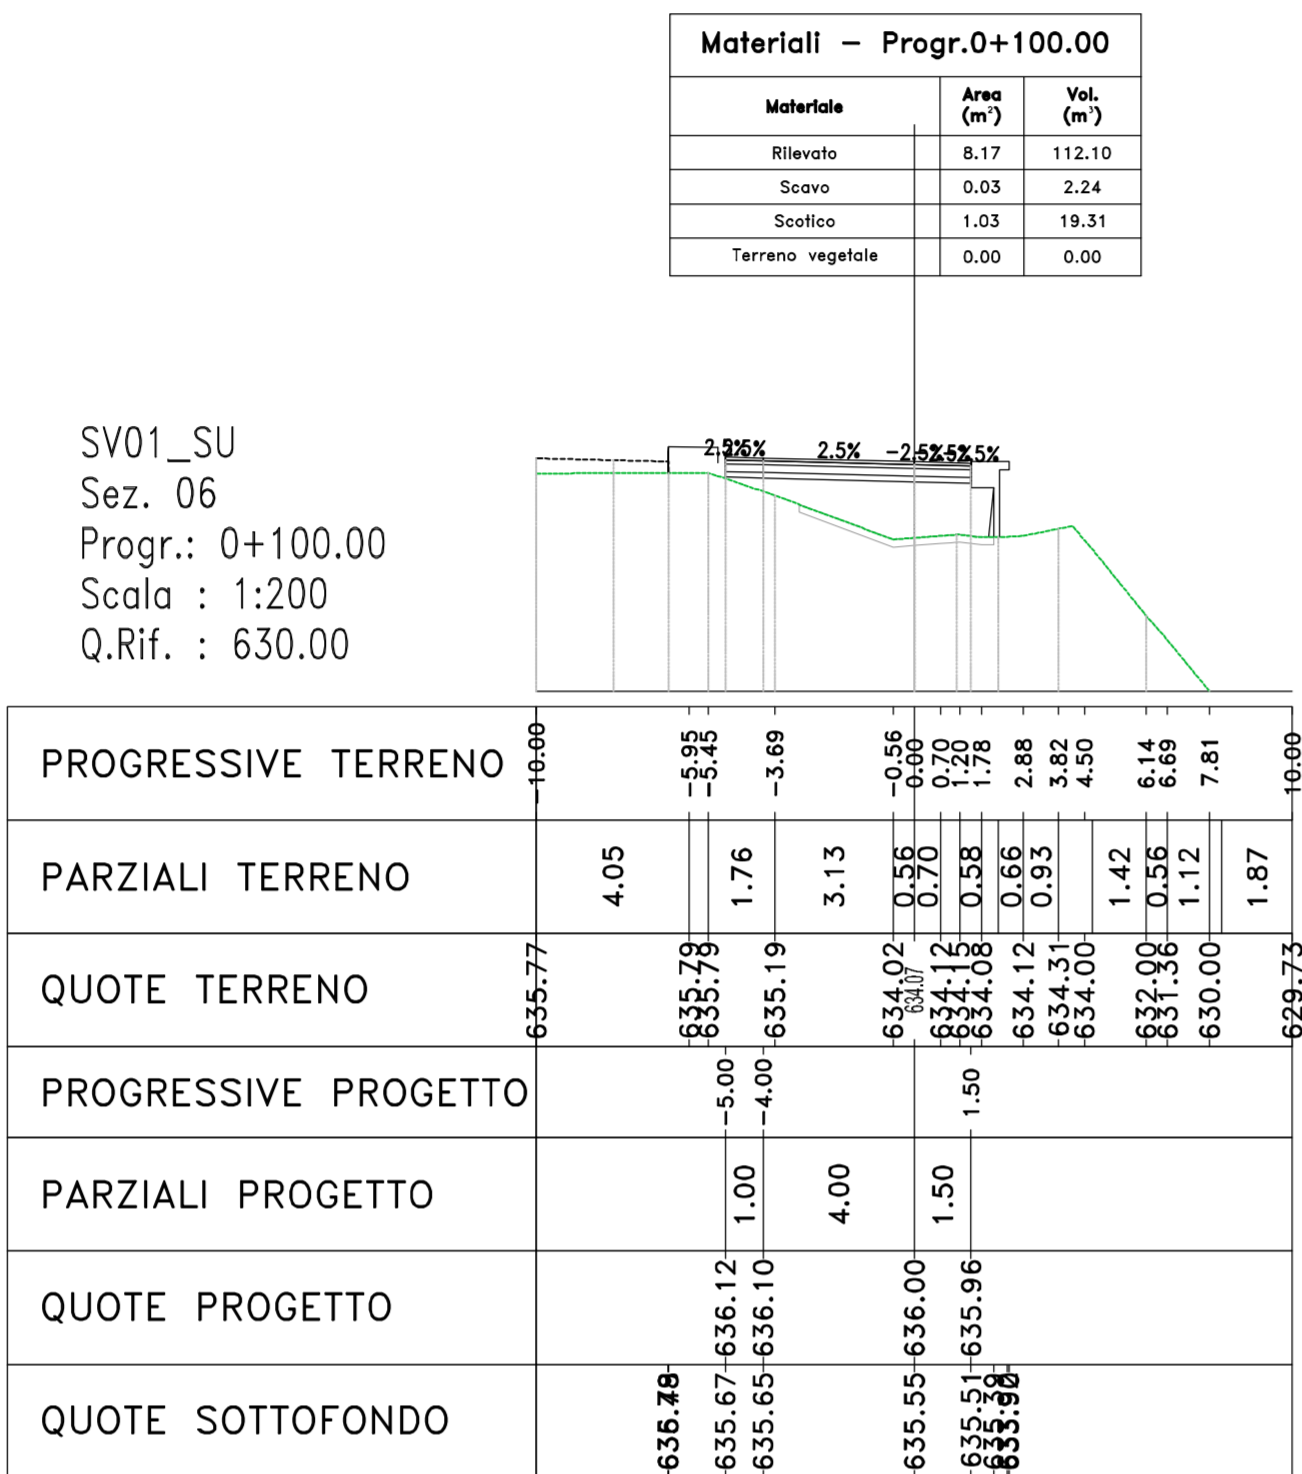 Materiali - Progr.0+100.00
Materiale Area (m²) Vol. (m³)
Rilevato 8.17 112.10
Scavo 0.03 2.24
Scotico 1.03 19.31
Terreno vegetale 0.00 0.00
SV01_SU
Sez. 06
Progr.: 0+100.00
Scala : 1:200
Q.Rif. : 630.00
2.5% 2.5% -2.5%
PROGRESSIVE TERRENO -10.00 -5.95 -5.45 -3.69 -0.56 0.00 0.70 1.20 1.78 2.88 3.82 4.50 6.14 6.69 7.81 10.00
PARZIALI TERRENO 4.05 1.76 3.13 0.56 0.70 0.58 0.66 0.93 1.42 0.56 1.12 1.87
QUOTE TERRENO 635.77 635.79 635.79 635.19 634.02 634.07 634.12 634.15 634.08 634.12 634.31 634.00 632.00 631.36 630.00 629.73
PROGRESSIVE PROGETTO -5.00 -4.00 1.50
PARZIALI PROGETTO 1.00 4.00 1.50
QUOTE PROGETTO 636.12 636.10 636.00 635.96
QUOTE SOTTOFONDO 635.67 635.65 635.55 635.51